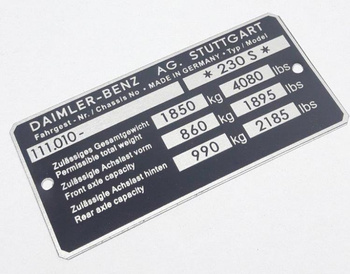 DAIMLER-BENZ AG. STUTTGART
Fahrgest.-Nr./Chassis No • MADE IN GERMANY • Typ/Model
111.010- * 230 S *
Zulässiges Gesamtgewicht
Permissible total weight 1850 kg 4080 lbs
Zulässige Achslast vorn
Front axle capacity 860 kg 1895 lbs
Zulässige Achslast hinten
Rear axle capacity 990 kg 2185 lbs